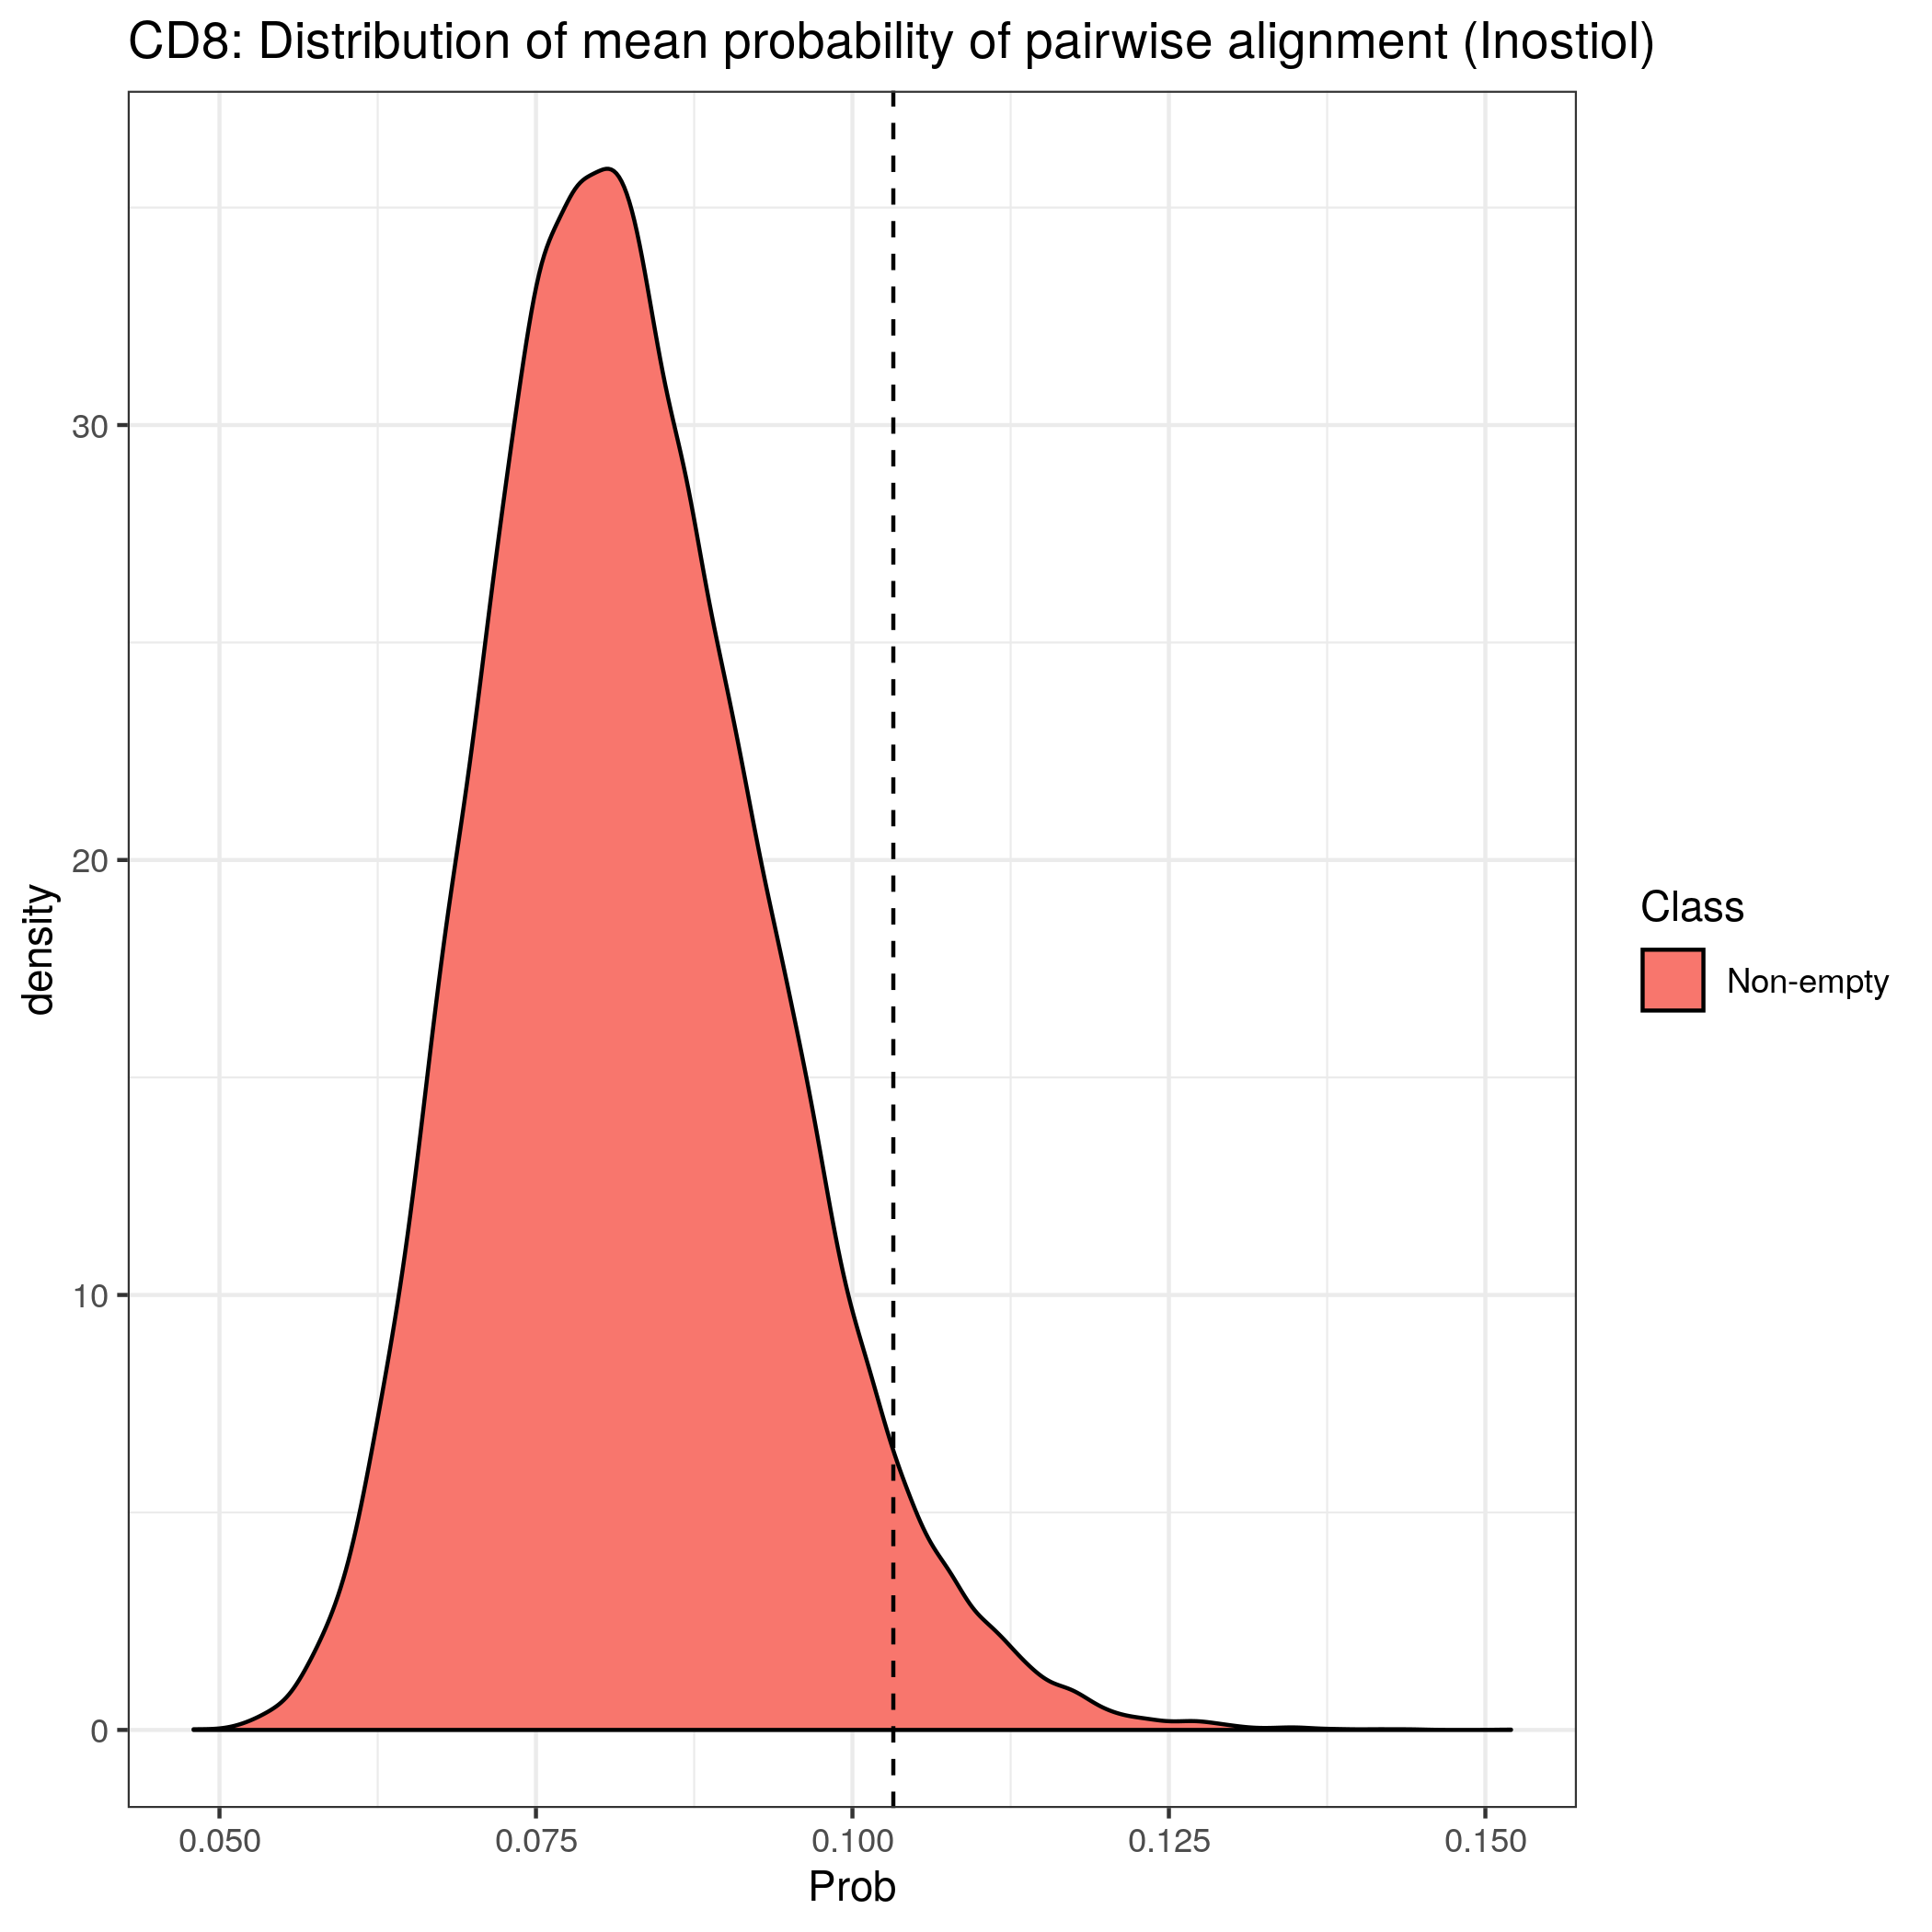 CD8: Distribution of mean probability of pairwise alignment (Inostiol)
30
20
10
0
density
0.050 0.075 0.100 0.125 0.150
Prob
Class
Non-empty